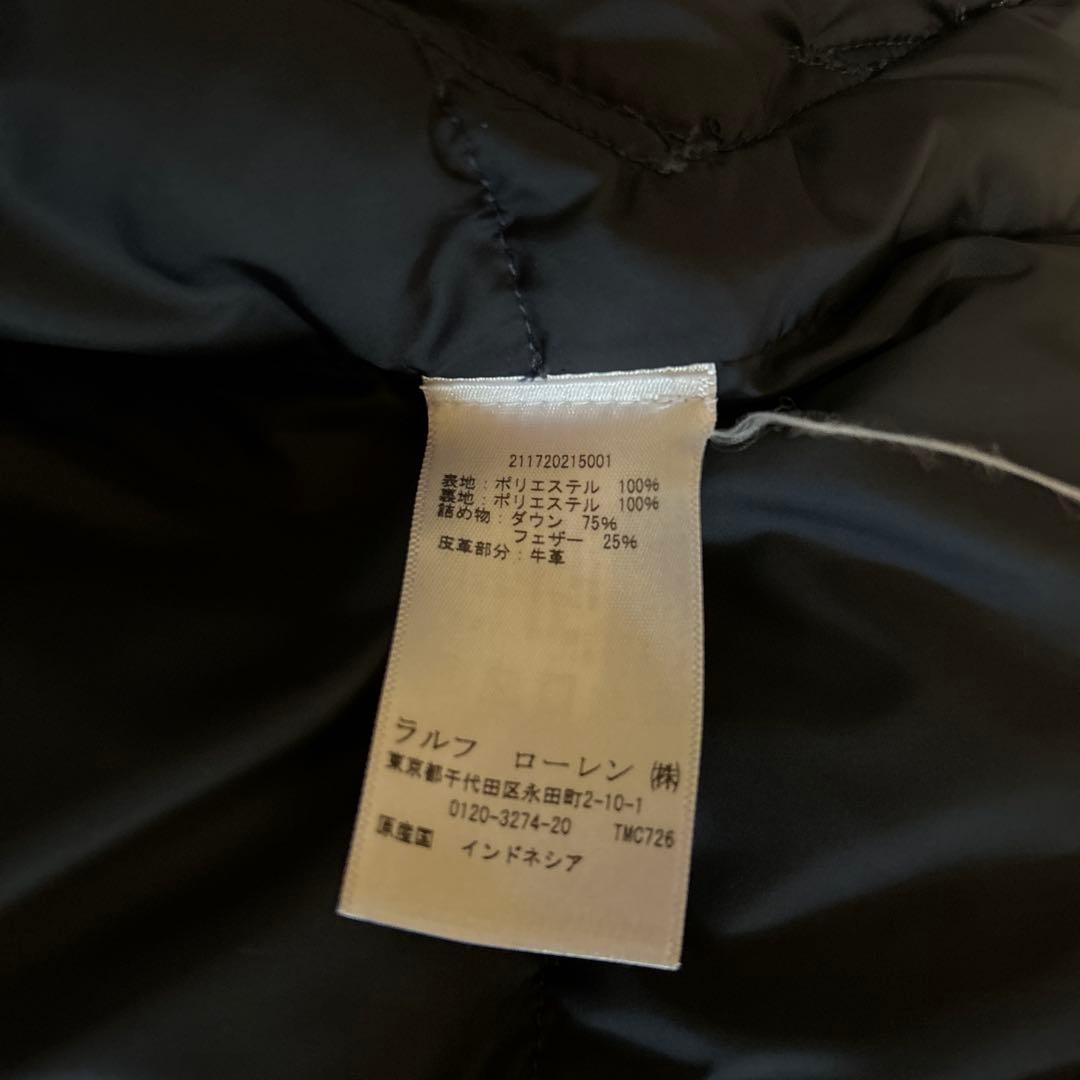 211720215001
表地:ポリエステル 100%
裏地:ポリエステル 100%
詰め物:ダウン 75%
フェザー 25%
皮革部分:牛革
ラルフ ローレン ㈱
東京都千代田区永田町2-10-1
0120-3274-20 TMC726
原産国 インドネシア